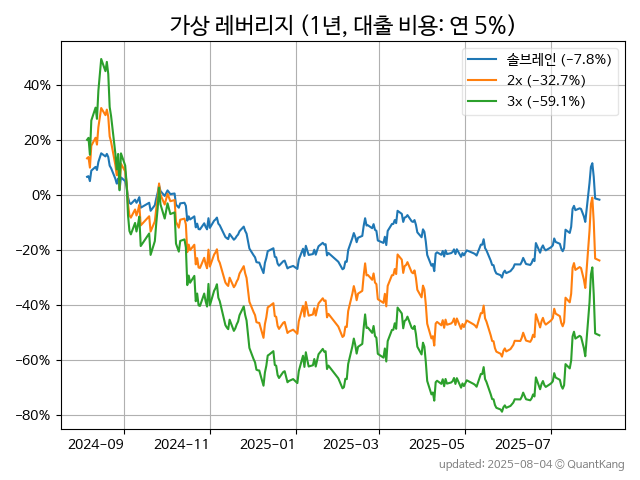 가상 레버리지 (1년, 대출 비용: 연 5%)
솔브레인 (−7.8%)
2x (−32.7%)
3x (−59.1%)
40%
20%
0%
−20%
−40%
−60%
−80%
2024-09 2024-11 2025-01 2025-03 2025-05 2025-07
updated: 2025-08-04 © QuantKang